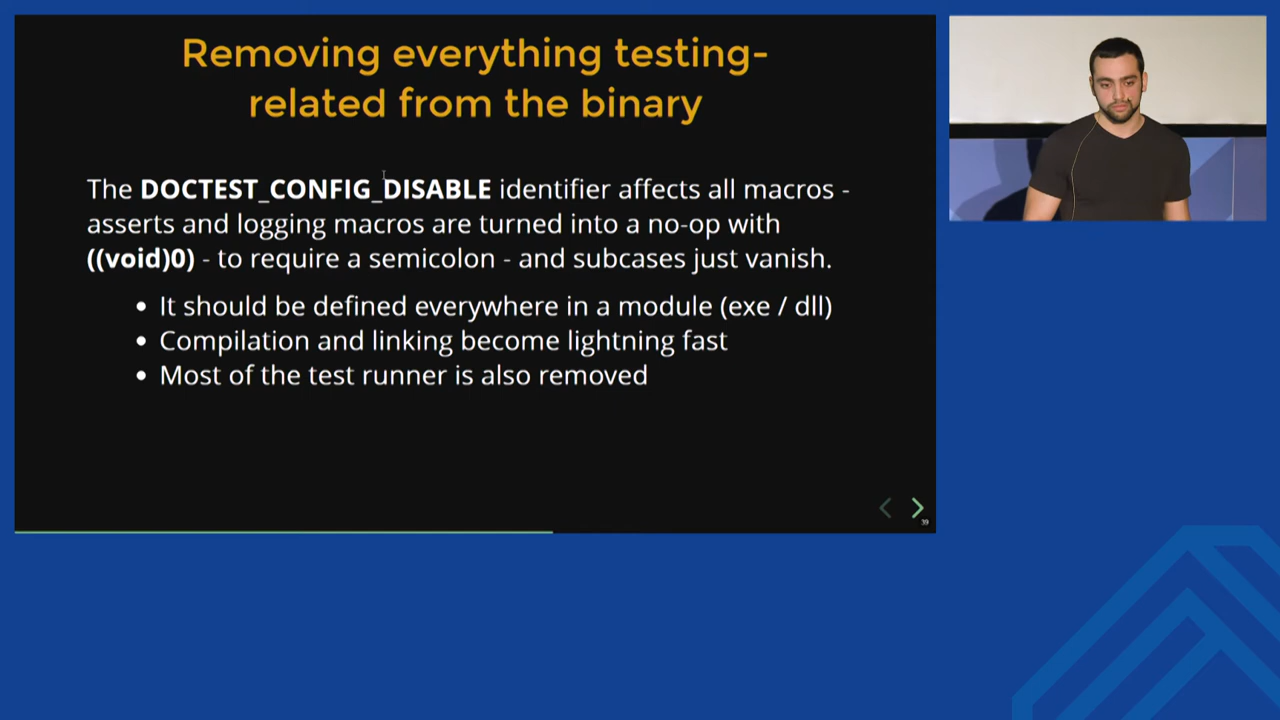 Removing everything testing-
related from the binary
The DOCTEST_CONFIG_DISABLE identifier affects all macros -
asserts and logging macros are turned into a no-op with
((void)0) - to require a semicolon - and subcases just vanish.
• It should be defined everywhere in a module (exe / dll)
• Compilation and linking become lightning fast
• Most of the test runner is also removed
39